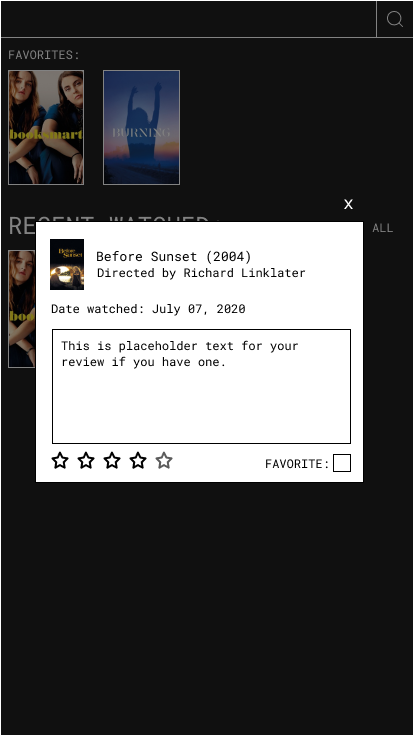 FAVORITES:
booksmart
BURNING
X
RECENT WATCHED
ALL
Before Sunset
Before Sunset (2004)
Directed by Richard Linklater
Date watched: July 07, 2020
This is placeholder text for your
review if you have one.
FAVORITE: